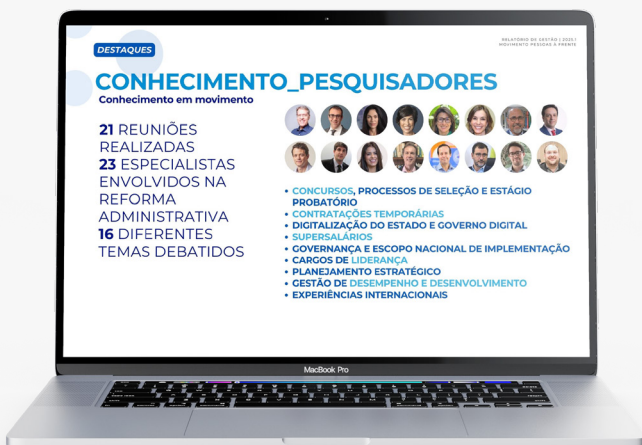 DESTAQUES
RELATÓRIO DE GESTÃO | 2025.1
MOVIMENTO PESSOAS À FRENTE
CONHECIMENTO_PESQUISADORES
Conhecimento em movimento
21 REUNIÕES
REALIZADAS
23 ESPECIALISTAS
ENVOLVIDOS NA
REFORMA
ADMINISTRATIVA
16 DIFERENTES
TEMAS DEBATIDOS
• CONCURSOS, PROCESSOS DE SELEÇÃO E ESTÁGIO
PROBATÓRIO
• CONTRATAÇÕES TEMPORÁRIAS
• DIGITALIZAÇÃO DO ESTADO E GOVERNO DIGITAL
• SUPERSALÁRIOS
• GOVERNANÇA E ESCOPO NACIONAL DE IMPLEMENTAÇÃO
• CARGOS DE LIDERANÇA
• PLANEJAMENTO ESTRATÉGICO
• GESTÃO DE DESEMPENHO E DESENVOLVIMENTO
• EXPERIÊNCIAS INTERNACIONAIS
MacBook Pro